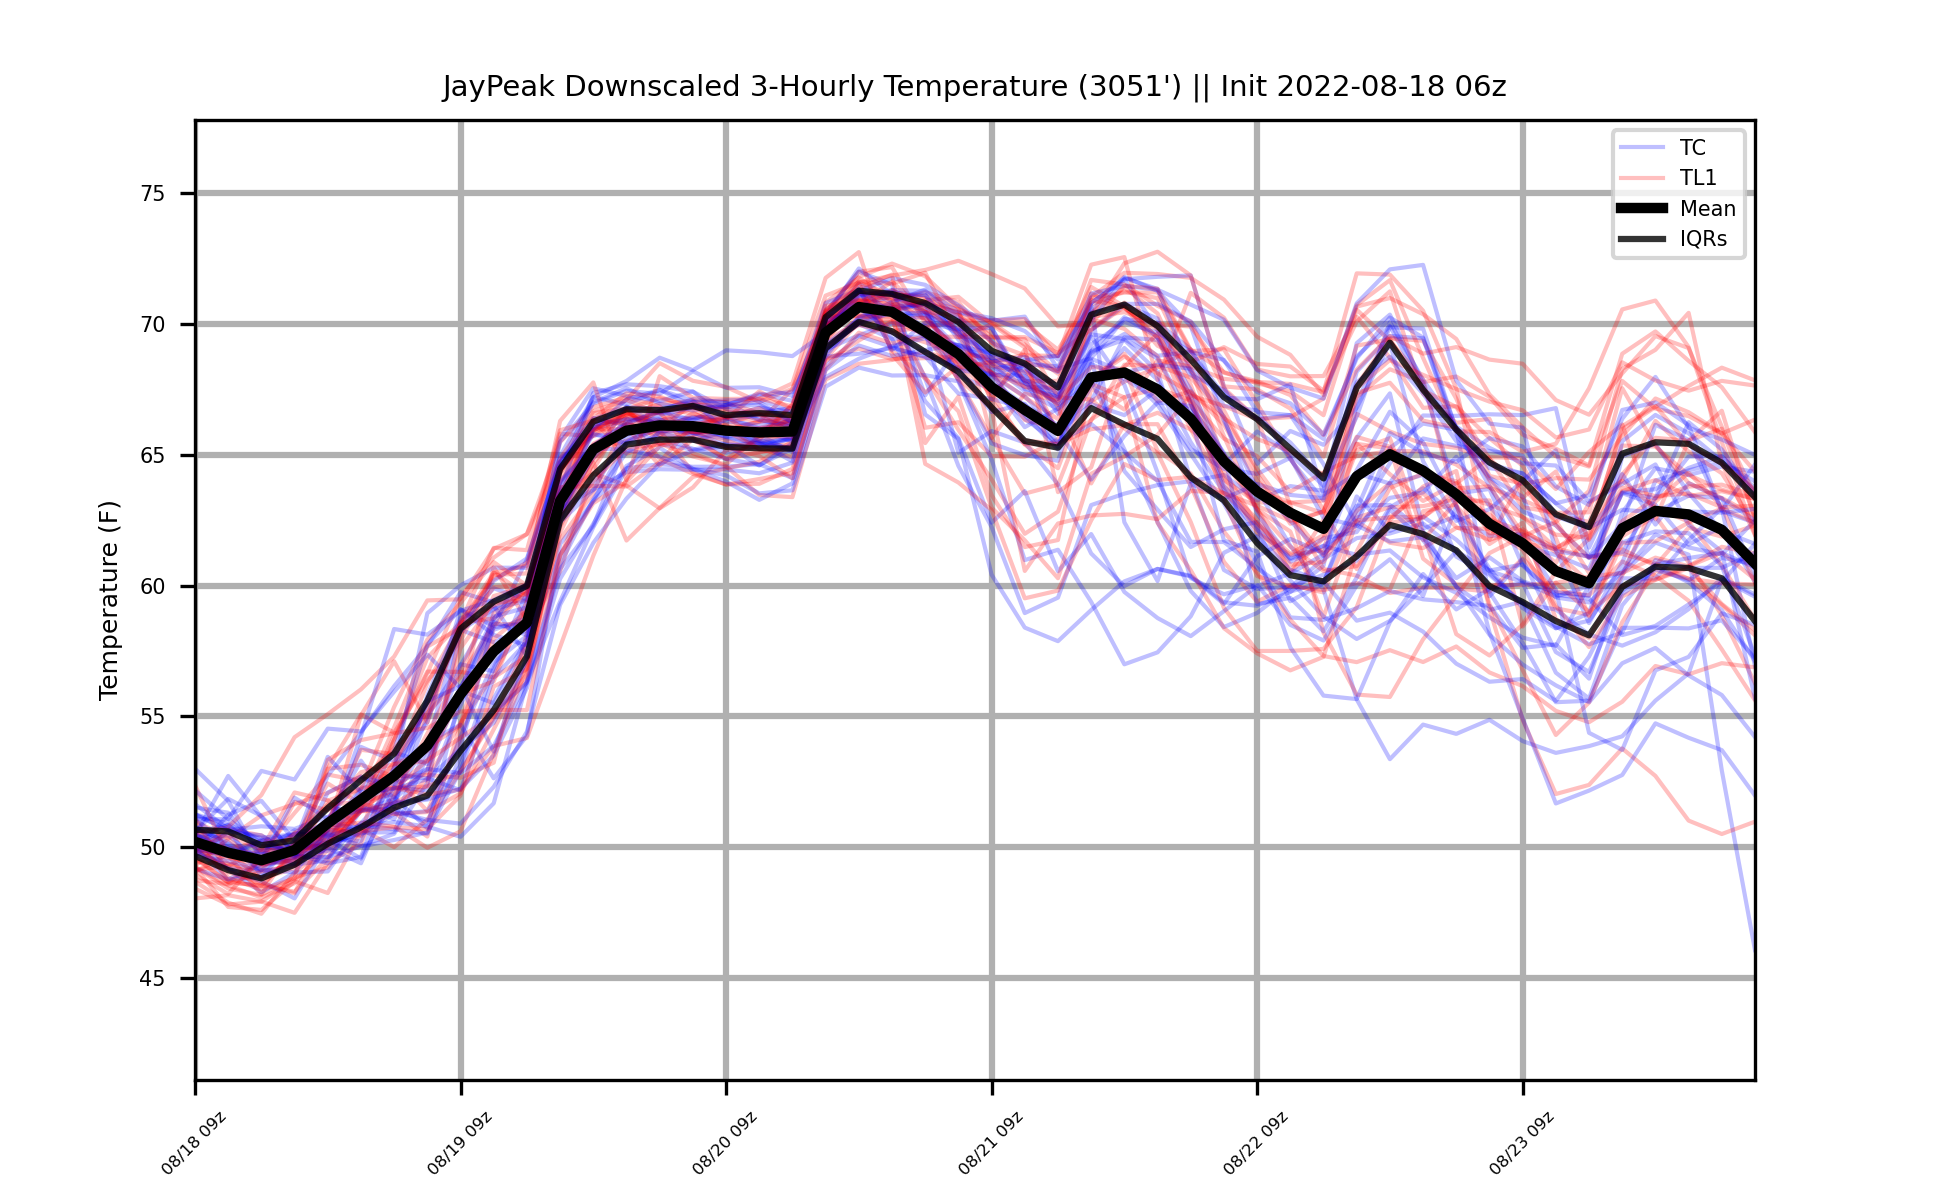 JayPeak Downscaled 3-Hourly Temperature (3051') || Init 2022-08-18 06z
TC
TL1
Mean
IQRs
Temperature (F)
75
70
65
60
55
50
45
08/18 09z
08/19 09z
08/20 09z
08/21 09z
08/22 09z
08/23 09z